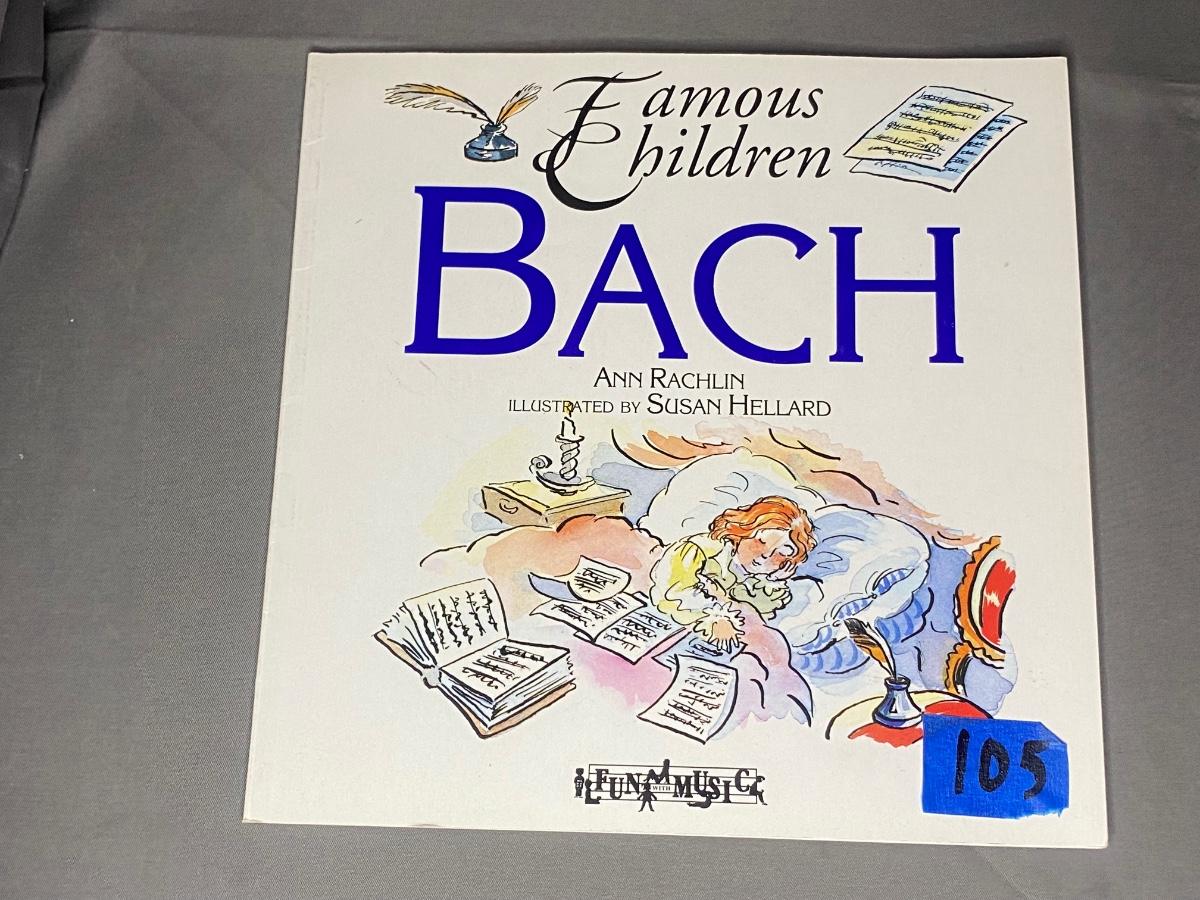 Famous
Children
BACH
ANN RACHLIN
ILLUSTRATED BY SUSAN HELLARD
FUN WITH MUSIC
105